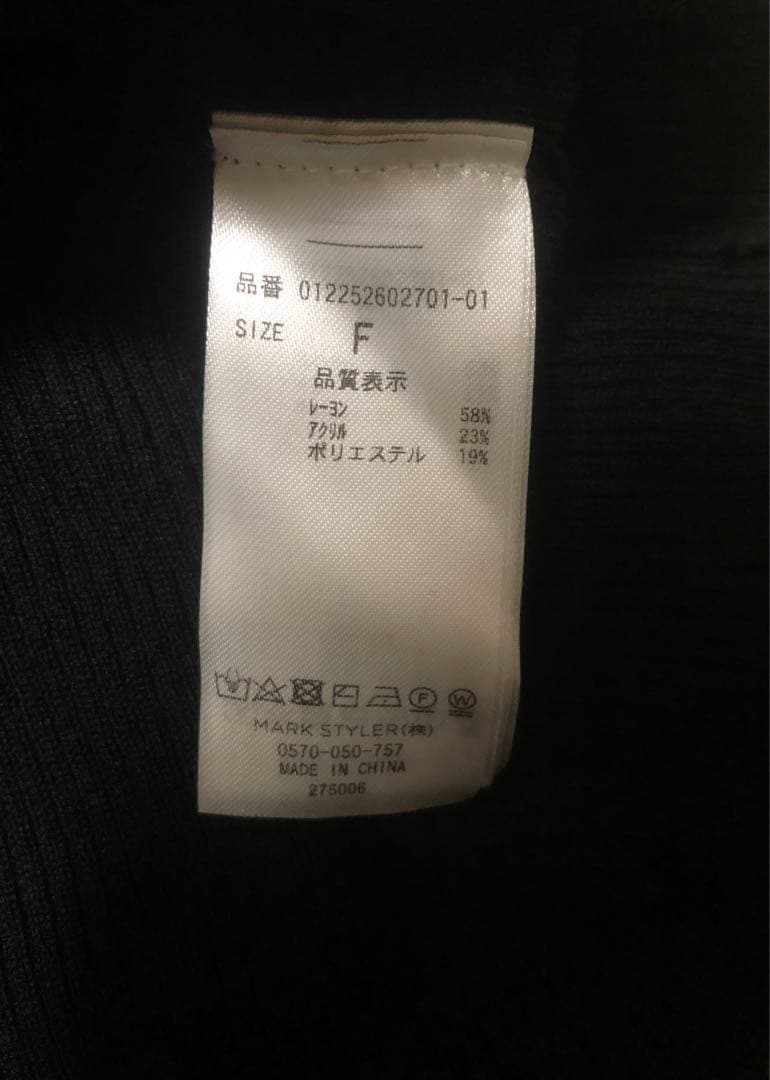 品番 012252602701-01
SIZE F
品質表示
レーヨン 58%
アクリル 23%
ポリエステル 19%
F W
MARK STYLER(株)
0570-050-757
MADE IN CHINA
275006